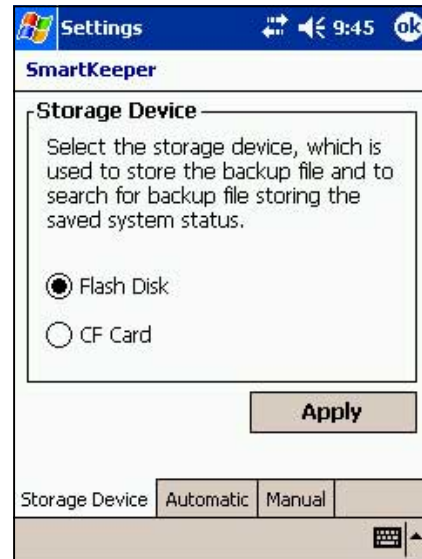 Settings 9:45 ok
SmartKeeper
Storage Device
Select the storage device, which is
used to store the backup file and to
search for backup file storing the
saved system status.
Flash Disk
CF Card
Apply
Storage Device Automatic Manual